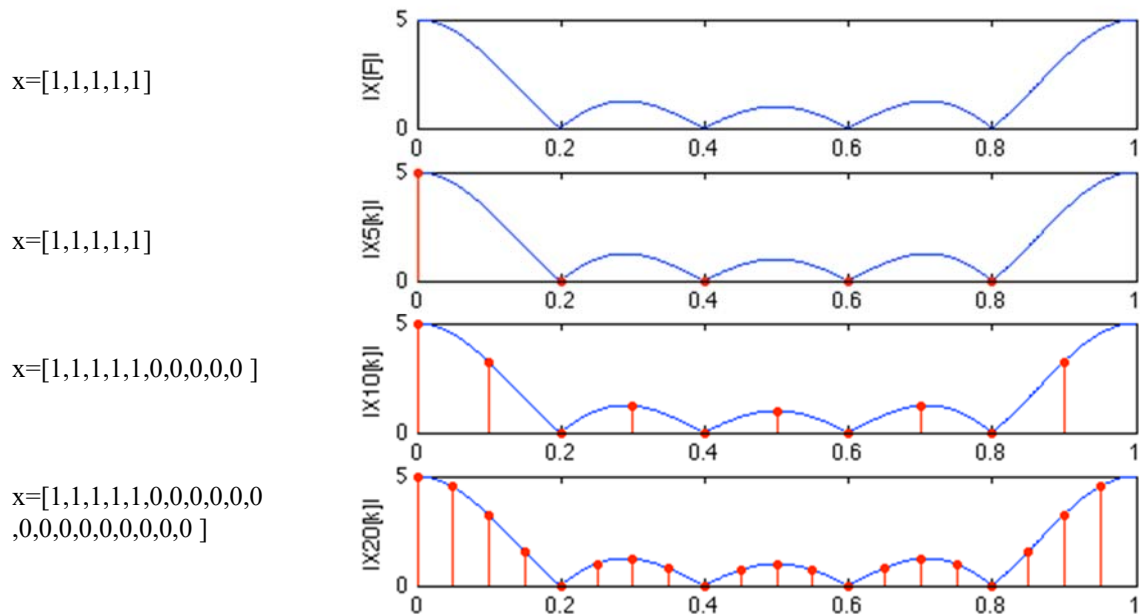 x=[1,1,1,1,1]
|X[F]|
5
0
0 0.2 0.4 0.6 0.8 1
x=[1,1,1,1,1]
|X5[k]|
5
0
0 0.2 0.4 0.6 0.8 1
x=[1,1,1,1,1,0,0,0,0,0 ]
|X10[k]|
5
0
0 0.2 0.4 0.6 0.8 1
x=[1,1,1,1,1,0,0,0,0,0,0
,0,0,0,0,0,0,0,0,0 ]
|X20[k]|
5
0
0 0.2 0.4 0.6 0.8 1